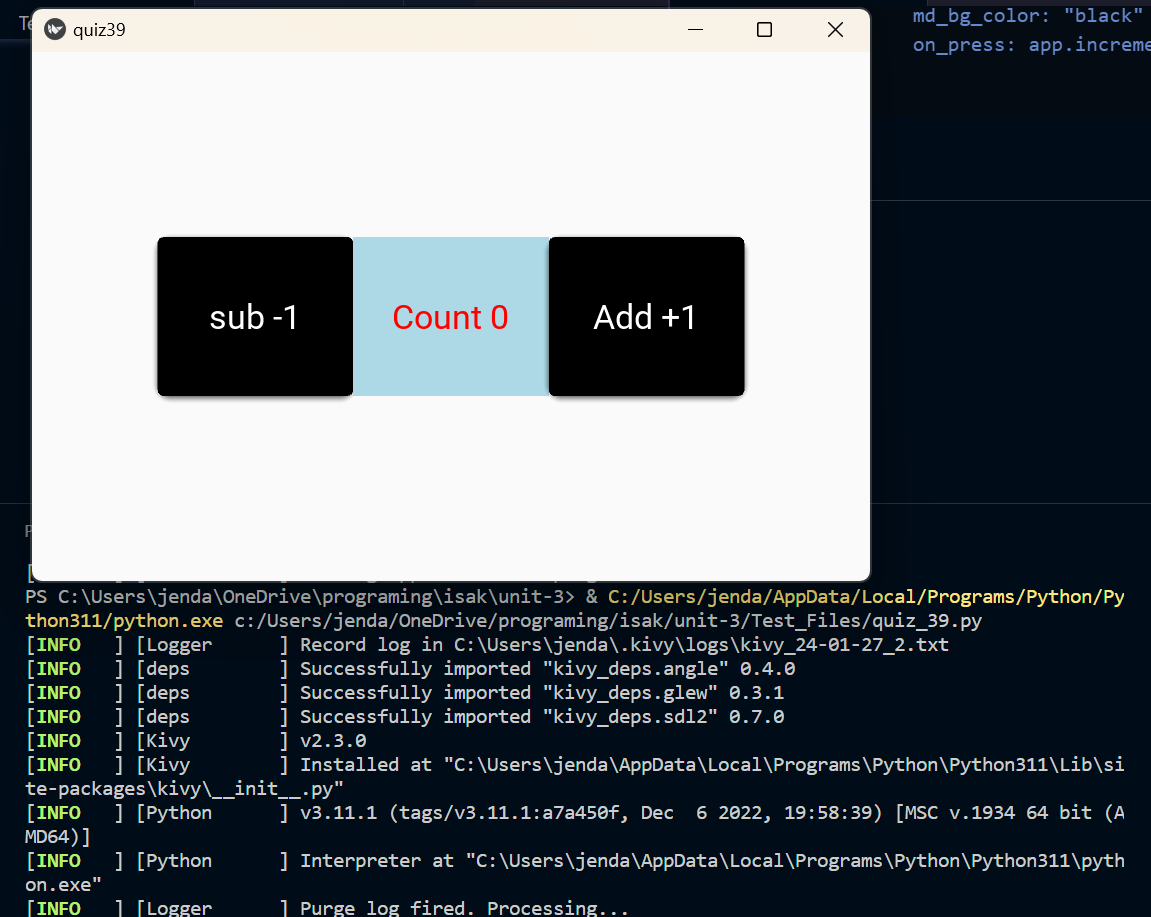 Te
quiz39
md_bg_color: "black"
on_press: app.increme
sub -1
Count 0
Add +1
P
[
PS C:\Users\jenda\OneDrive\programing\isak\unit-3> & C:/Users/jenda/AppData/Local/Programs/Python/Py
thon311/python.exe c:/Users/jenda/OneDrive/programing/isak/unit-3/Test_Files/quiz_39.py
[INFO   ] [Logger      ] Record log in C:\Users\jenda\.kivy\logs\kivy_24-01-27_2.txt
[INFO   ] [deps        ] Successfully imported "kivy_deps.angle" 0.4.0
[INFO   ] [deps        ] Successfully imported "kivy_deps.glew" 0.3.1
[INFO   ] [deps        ] Successfully imported "kivy_deps.sdl2" 0.7.0
[INFO   ] [Kivy        ] v2.3.0
[INFO   ] [Kivy        ] Installed at "C:\Users\jenda\AppData\Local\Programs\Python\Python311\Lib\si
te-packages\kivy\__init__.py"
[INFO   ] [Python      ] v3.11.1 (tags/v3.11.1:a7a450f, Dec  6 2022, 19:58:39) [MSC v.1934 64 bit (A
MD64)]
[INFO   ] [Python      ] Interpreter at "C:\Users\jenda\AppData\Local\Programs\Python\Python311\pyth
on.exe"
[INFO   ] [Logger      ] Purge log fired. Processing...